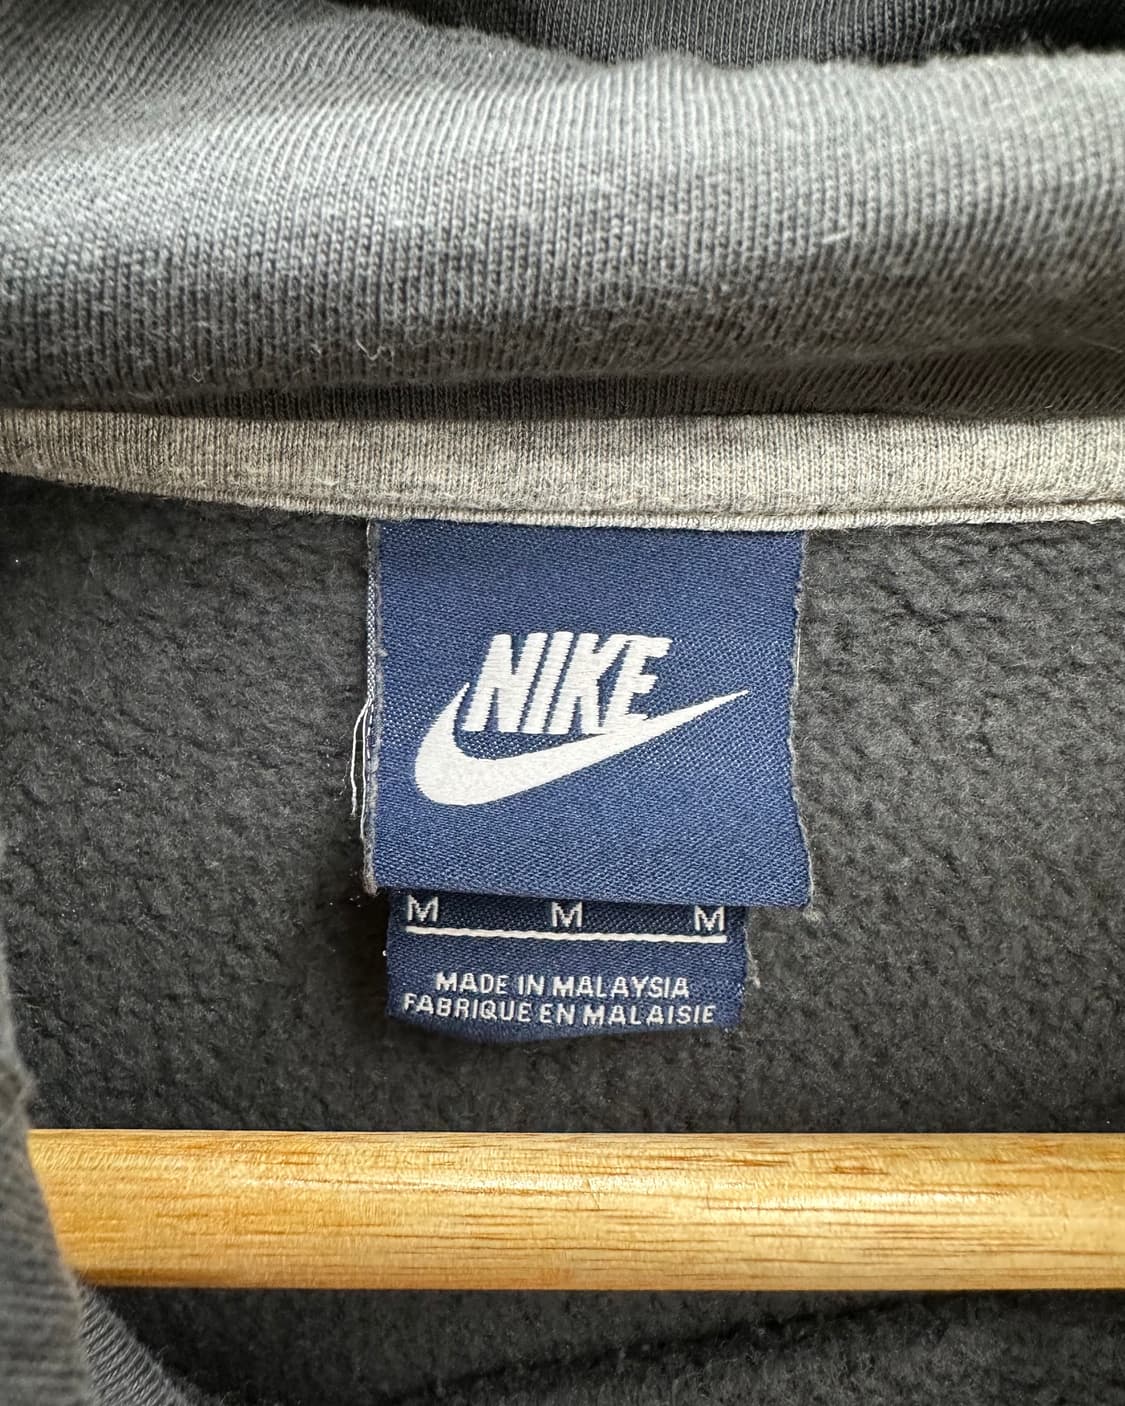 NIKE
M M M
MADE IN MALAYSIA
FABRIQUE EN MALAISIE